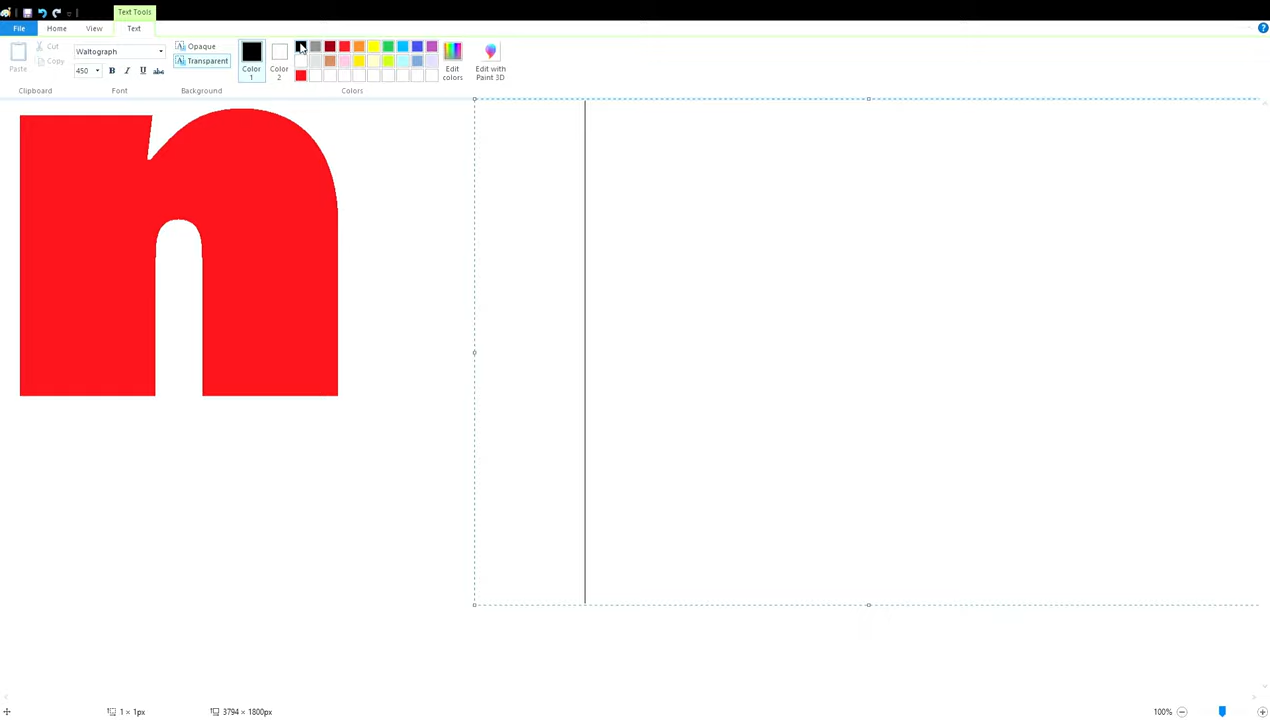 Text Tools
File Home View Text
Paste Cut Copy Clipboard
Waltograph
450 B I U abc
Font
Opaque
Transparent
Background
Color 1
Color 2
Edit colors
Colors
Edit with Paint 3D
n
1 × 1px
3794 × 1800px
100%